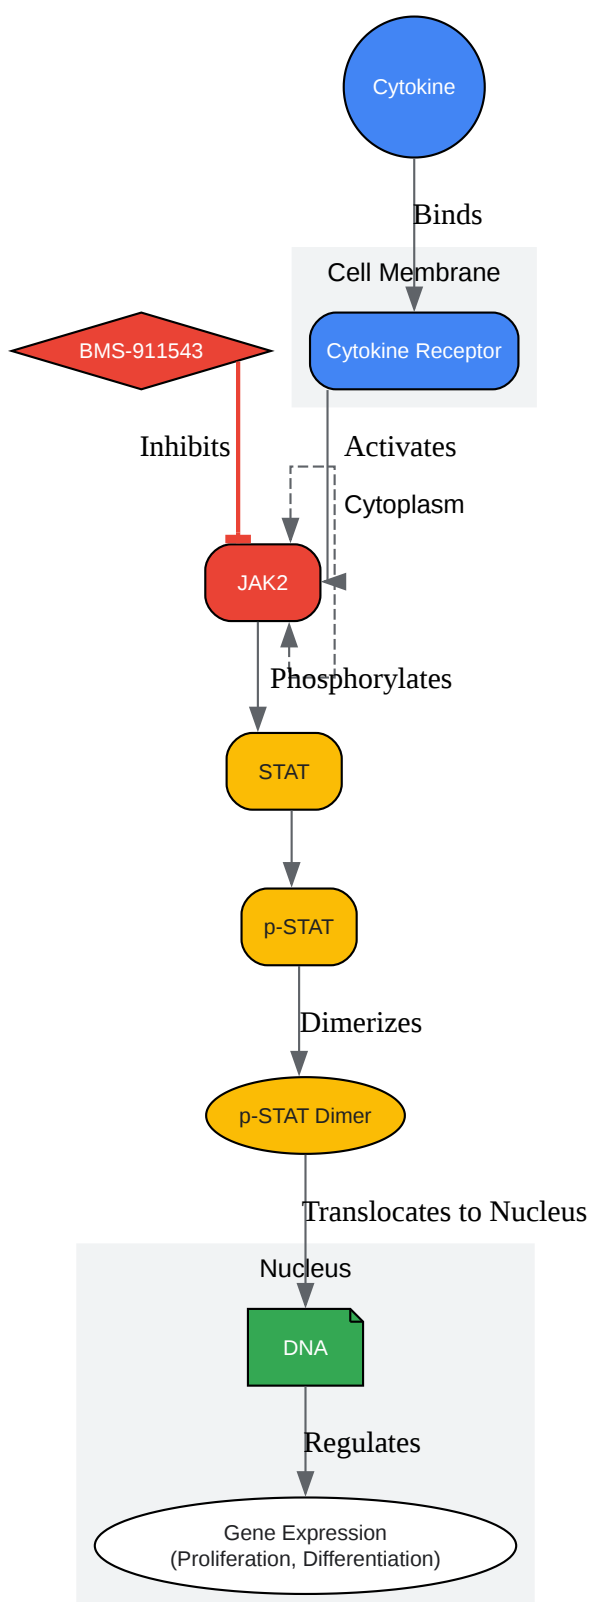 Cytokine
Binds
Cell Membrane
BMS-911543
Cytokine Receptor
Inhibits
Activates
Cytoplasm
JAK2
Phosphorylates
STAT
p-STAT
Dimerizes
p-STAT Dimer
Translocates to Nucleus
Nucleus
DNA
Regulates
Gene Expression
(Proliferation, Differentiation)